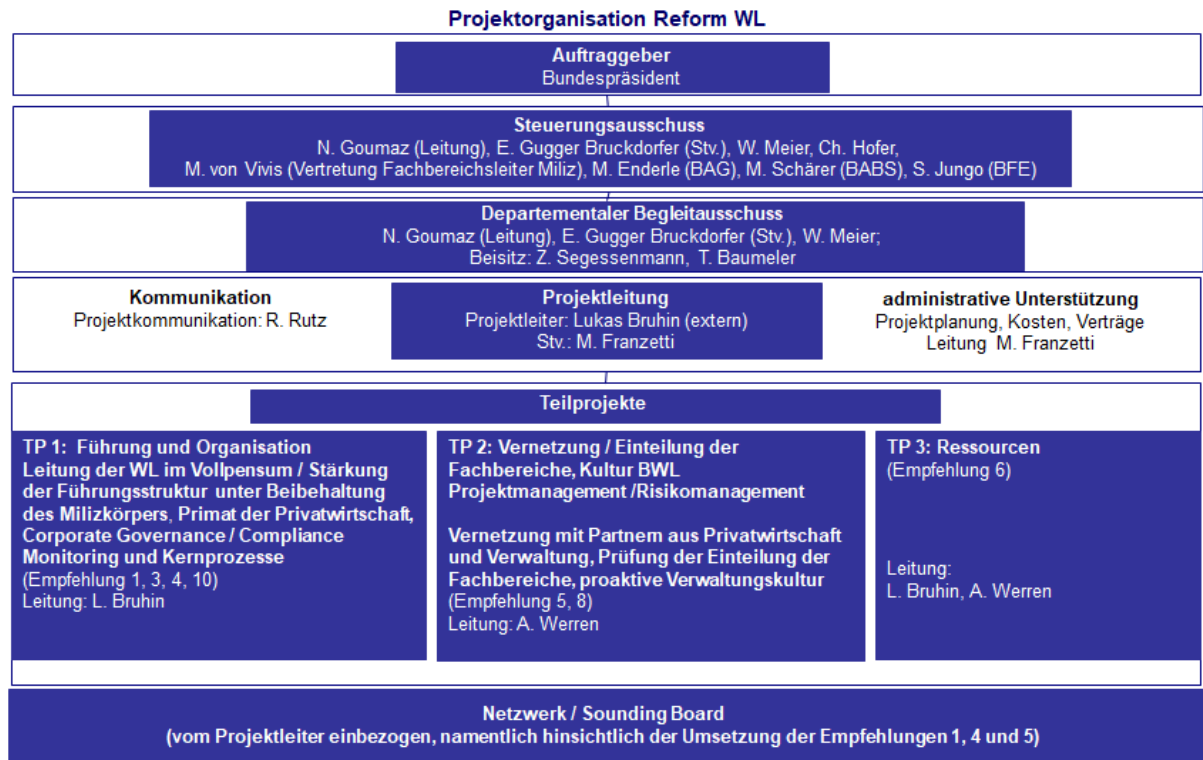 Projektorganisation Reform WL
Auftraggeber
Bundespräsident
Steuerungsausschuss
N. Goumaz (Leitung), E. Gugger Bruckdorfer (Stv.), W. Meier, Ch. Hofer,
M. von Vivis (Vertretung Fachbereichsleiter Miliz), M. Enderle (BAG), M. Schärer (BABS), S. Jungo (BFE)
Departementaler Begleitausschuss
N. Goumaz (Leitung), E. Gugger Bruckdorfer (Stv.), W. Meier;
Beisitz: Z. Segessenmann, T. Baumeler
Kommunikation
Projektkommunikation: R. Rutz
Projektleitung
Projektleiter: Lukas Bruhin (extern)
Stv.: M. Franzetti
administrative Unterstützung
Projektplanung, Kosten, Verträge
Leitung M. Franzetti
Teilprojekte
TP 1: Führung und Organisation
Leitung der WL im Vollpensum / Stärkung
der Führungsstruktur unter Beibehaltung
des Milizkörpers, Primat der Privatwirtschaft,
Corporate Governance / Compliance
Monitoring und Kernprozesse
(Empfehlung 1, 3, 4, 10)
Leitung: L. Bruhin
TP 2: Vernetzung / Einteilung der
Fachbereiche, Kultur BWL
Projektmanagement /Risikomanagement
Vernetzung mit Partnern aus Privatwirtschaft
und Verwaltung, Prüfung der Einteilung der
Fachbereiche, proaktive Verwaltungskultur
(Empfehlung 5, 8)
Leitung: A. Werren
TP 3: Ressourcen
(Empfehlung 6)
Leitung:
L. Bruhin, A. Werren
Netzwerk / Sounding Board
(vom Projektleiter einbezogen, namentlich hinsichtlich der Umsetzung der Empfehlungen 1, 4 und 5)